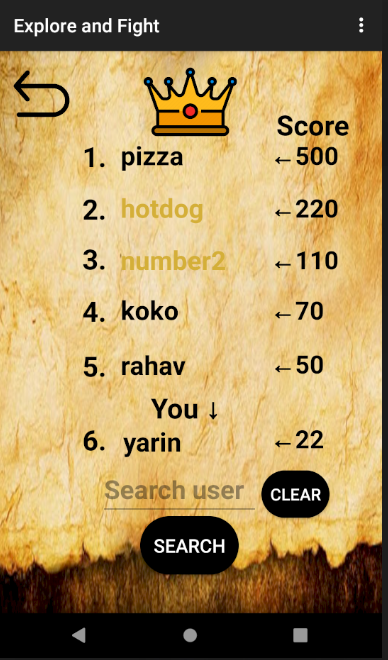 Explore and Fight
Score
1. pizza ←500
2. hotdog ←220
3. number2 ←110
4. koko ←70
5. rahav ←50
You ↓
6. yarin ←22
Search user CLEAR
SEARCH